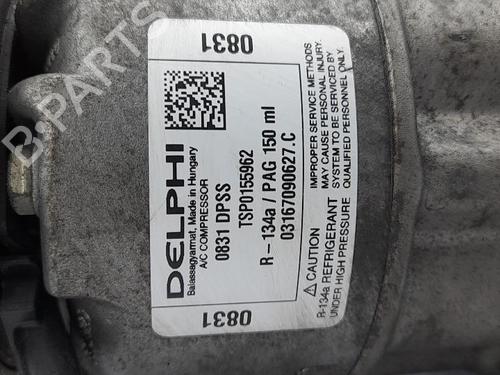 0831
DELPHI
Balassagyarmat, Made in Hungary
A/C COMPRESSOR
0831 DPSS
TSP0155962
R-134a / PAG 150 ml
03167090627.C
⚠ CAUTION
R-134a REFRIGERANT
UNDER HIGH PRESSURE
IMPROPER SERVICE METHODS
MAY CAUSE PERSONAL INJURY.
SYSTEM TO BE SERVICED BY
QUALIFIED PERSONNEL ONLY.
0831
B-PARTS